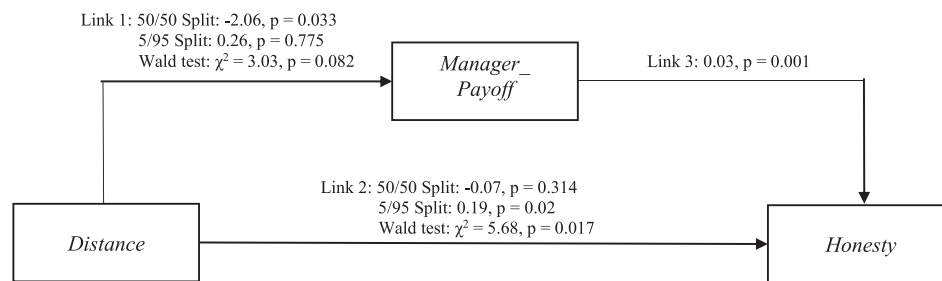 Link 1: 50/50 Split: -2.06, p = 0.033
5/95 Split: 0.26, p = 0.775
Wald test: χ² = 3.03, p = 0.082
Manager_
Payoff
Link 3: 0.03, p = 0.001
Link 2: 50/50 Split: -0.07, p = 0.314
5/95 Split: 0.19, p = 0.02
Wald test: χ² = 5.68, p = 0.017
Distance
Honesty